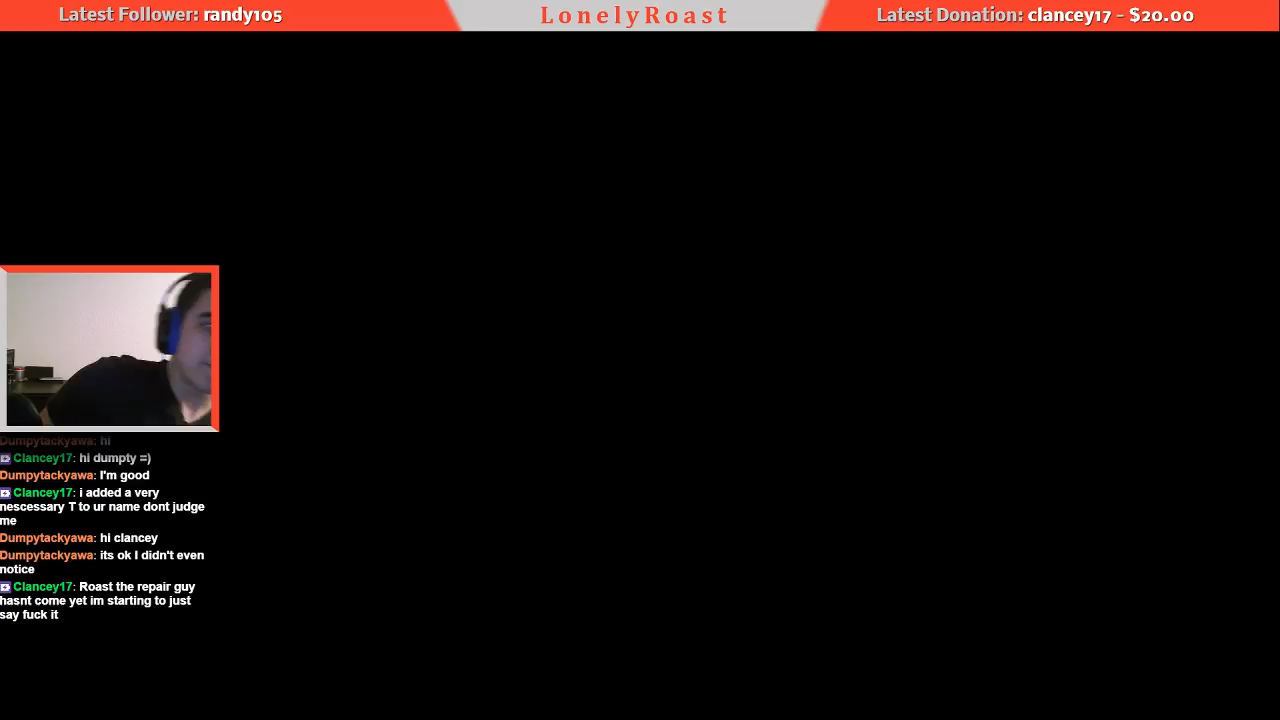 Latest Follower: randy105
LonelyRoast
Latest Donation: clancey17 - $20.00
Dumpytackyawa: hi
Clancey17: hi dumpty =)
Dumpytackyawa: I'm good
Clancey17: i added a very
nescessary T to ur name dont judge
me
Dumpytackyawa: hi clancey
Dumpytackyawa: its ok I didn't even
notice
Clancey17: Roast the repair guy
hasnt come yet im starting to just
say fuck it